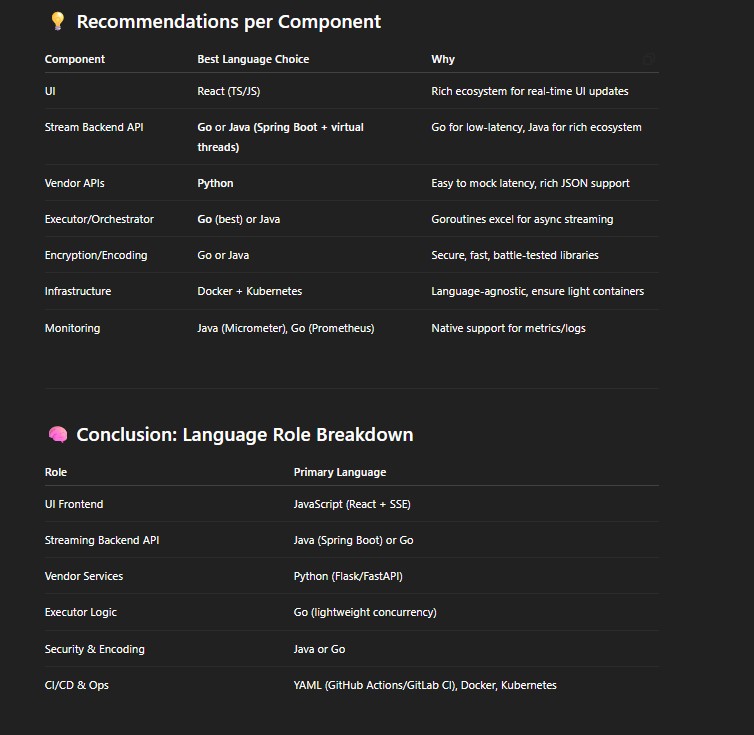 💡 Recommendations per Component
Component Best Language Choice Why
UI React (TS/JS) Rich ecosystem for real-time UI updates
Stream Backend API Go or Java (Spring Boot + virtual threads) Go for low-latency, Java for rich ecosystem
Vendor APIs Python Easy to mock latency, rich JSON support
Executor/Orchestrator Go (best) or Java Goroutines excel for async streaming
Encryption/Encoding Go or Java Secure, fast, battle-tested libraries
Infrastructure Docker + Kubernetes Language-agnostic, ensure light containers
Monitoring Java (Micrometer), Go (Prometheus) Native support for metrics/logs
🧠 Conclusion: Language Role Breakdown
Role Primary Language
UI Frontend JavaScript (React + SSE)
Streaming Backend API Java (Spring Boot) or Go
Vendor Services Python (Flask/FastAPI)
Executor Logic Go (lightweight concurrency)
Security & Encoding Java or Go
CI/CD & Ops YAML (GitHub Actions/GitLab CI), Docker, Kubernetes